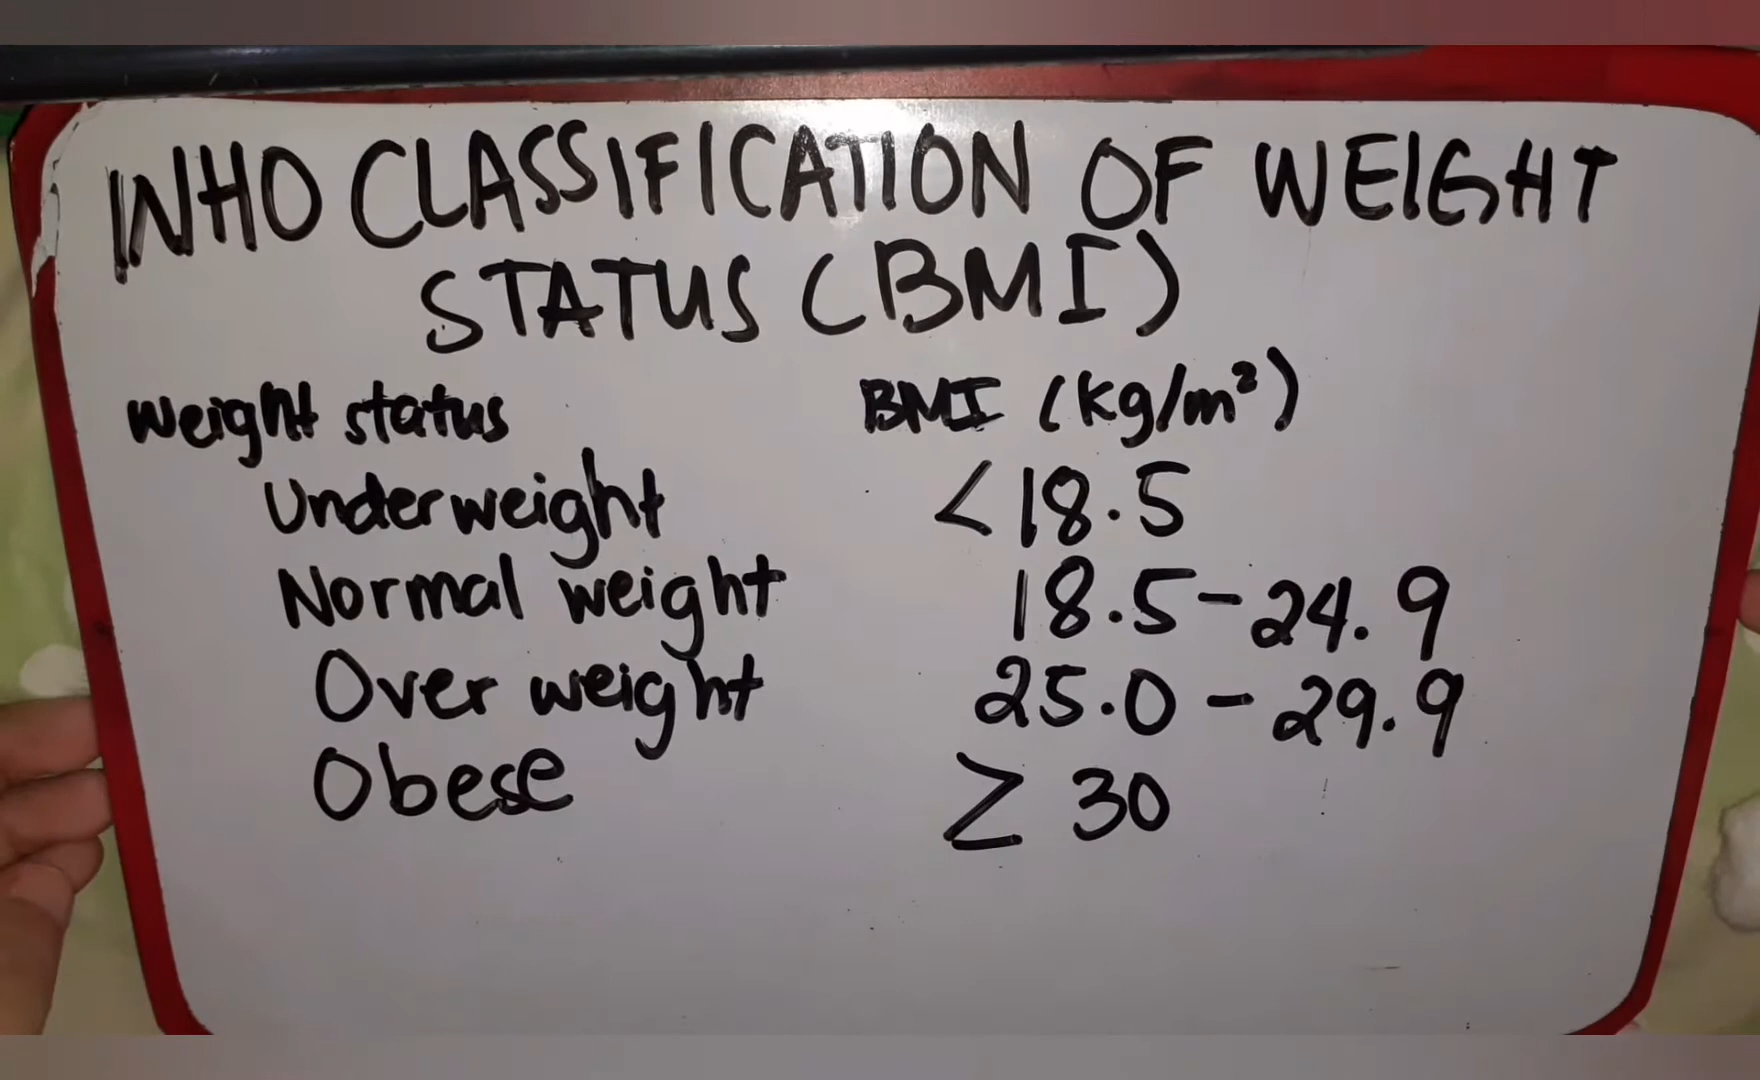 WHO CLASSIFICATION OF WEIGHT
STATUS (BMI)
Weight status BMI (kg/m²)
Underweight <18.5
Normal weight 18.5-24.9
Over weight 25.0-29.9
Obese ≥ 30